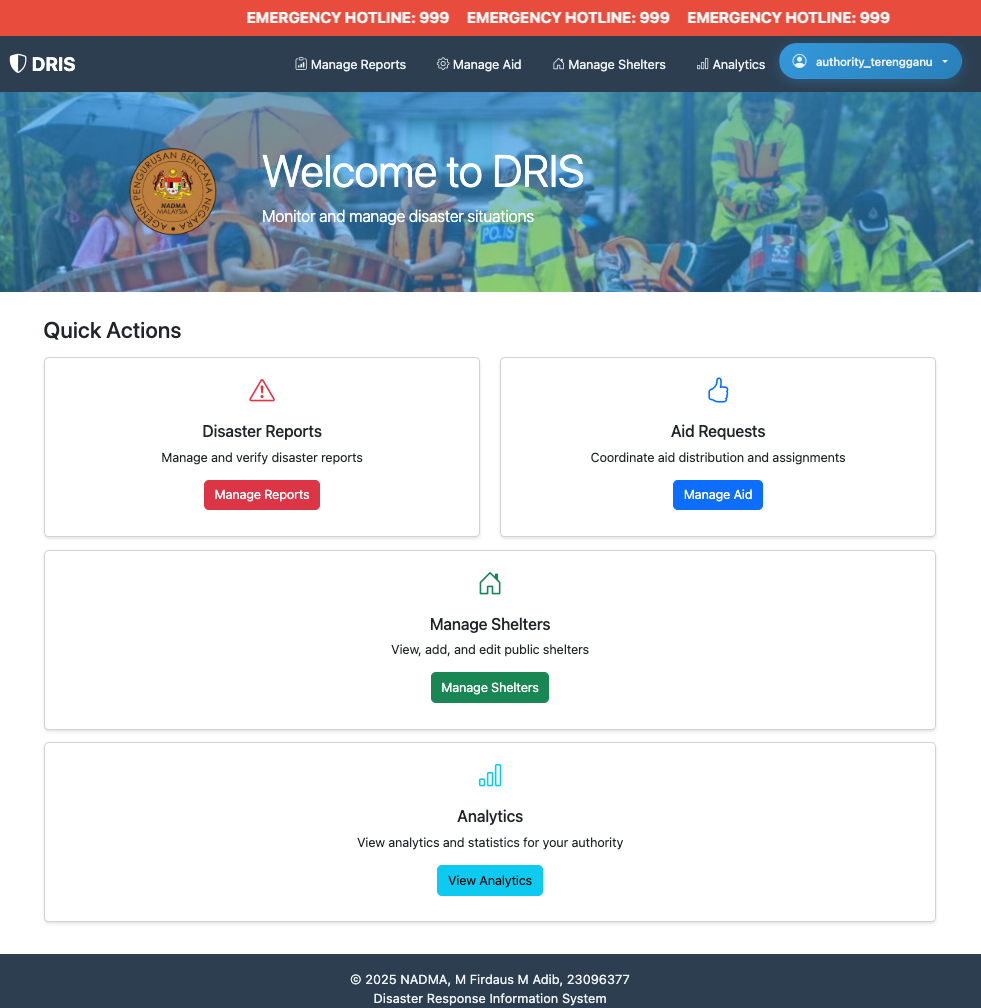 EMERGENCY HOTLINE: 999 EMERGENCY HOTLINE: 999 EMERGENCY HOTLINE: 999
DRIS
Manage Reports
Manage Aid
Manage Shelters
Analytics
authority_terengganu
AGENSI PENGURUSAN BENCANA NEGARA
NADMA
MALAYSIA
Welcome to DRIS
Monitor and manage disaster situations
POLIS
33
Quick Actions
Disaster Reports
Manage and verify disaster reports
Manage Reports
Aid Requests
Coordinate aid distribution and assignments
Manage Aid
Manage Shelters
View, add, and edit public shelters
Manage Shelters
Analytics
View analytics and statistics for your authority
View Analytics
© 2025 NADMA, M Firdaus M Adib, 23096377
Disaster Response Information System